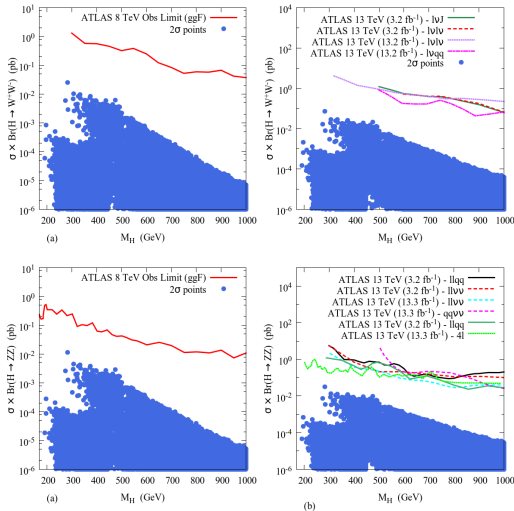 ATLAS 8 TeV Obs Limit (ggF)
2σ points
σ × Br(H → W⁺W⁻) (pb)
10² 10¹ 10⁰ 10⁻¹ 10⁻² 10⁻³ 10⁻⁴ 10⁻⁵ 10⁻⁶
200 300 400 500 600 700 800 900 1000
(a) M_H (GeV)
ATLAS 13 TeV (3.2 fb⁻¹) - lνJ
ATLAS 13 TeV (3.2 fb⁻¹) - lνlν
ATLAS 13 TeV (13.2 fb⁻¹) - lνlν
ATLAS 13 TeV (13.2 fb⁻¹) - lνqq
2σ points
σ × Br(H → W⁺W⁻) (pb)
10⁴ 10² 10⁰ 10⁻² 10⁻⁴ 10⁻⁶
200 300 400 500 600 700 800 900 1000
(a) M_H (GeV)
ATLAS 8 TeV Obs Limit (ggF)
2σ points
σ × Br(H → ZZ) (pb)
10² 10¹ 10⁰ 10⁻¹ 10⁻² 10⁻³ 10⁻⁴ 10⁻⁵ 10⁻⁶
200 300 400 500 600 700 800 900 1000
(a) M_H (GeV)
ATLAS 13 TeV (3.2 fb⁻¹) - llqq
ATLAS 13 TeV (3.2 fb⁻¹) - llνν
ATLAS 13 TeV (13.3 fb⁻¹) - llνν
ATLAS 13 TeV (13.3 fb⁻¹) - qqνν
ATLAS 13 TeV (3.2 fb⁻¹) - llqq
ATLAS 13 TeV (13.3 fb⁻¹) - 4l
σ × Br(H → ZZ) (pb)
10⁴ 10² 10⁰ 10⁻² 10⁻⁴ 10⁻⁶
200 300 400 500 600 700 800 900 1000
(b) M_H (GeV)